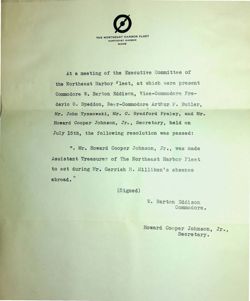 THE NORTHEAST HARBOR FLEET
NORTHEAST HARBOR
MAINE
At a meeting of the Executive Committee of
the Northeast Harbor Fleet, at which were present
Commodore W. Barton Eddison, Vice-Commodore Fre-
deric O. Spedden, Rear-Commodore Arthur P. Butler,
Mr. John Tyssowski, Mr. C. Bradford Fraley, and Mr.
Howard Cooper Johnson, Jr., Secretary, held on
July 15th, the following resolution was passed:
". Mr. Howard Cooper Johnson, Jr., was made
Assistant Treasurer of The Northeast Harbor Fleet
to act during Mr. Gerrish H. Milliken's absence
abroad."
(Signed)
W. Barton Eddison
Commodore.
Howard Cooper Johnson, Jr.,
Secretary.